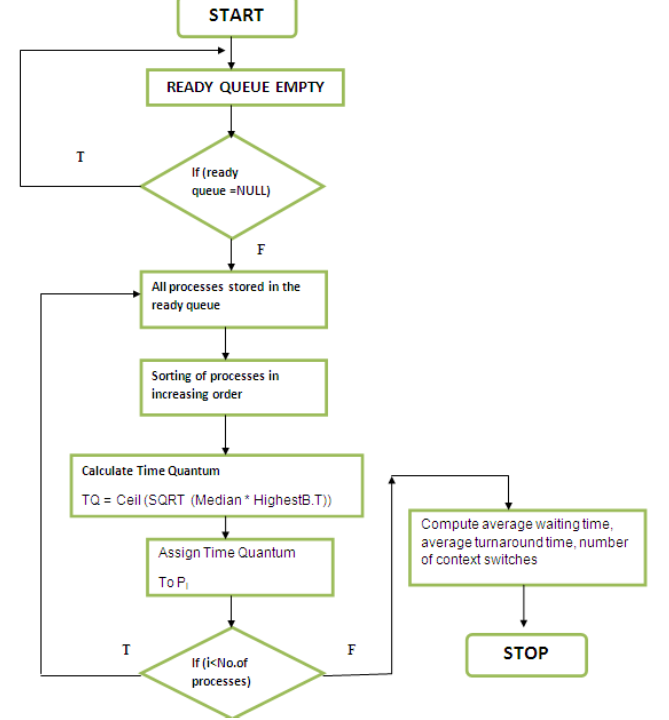 START
READY QUEUE EMPTY
T
If (ready
queue =NULL)
F
All processes stored in the
ready queue
Sorting of processes in
increasing order
Calculate Time Quantum
TQ = Ceil (SQRT (Median * HighestB.T))
Assign Time Quantum
To Pi
T
If (i<No.of
processes)
F
Compute average waiting time,
average turnaround time, number
of context switches
STOP